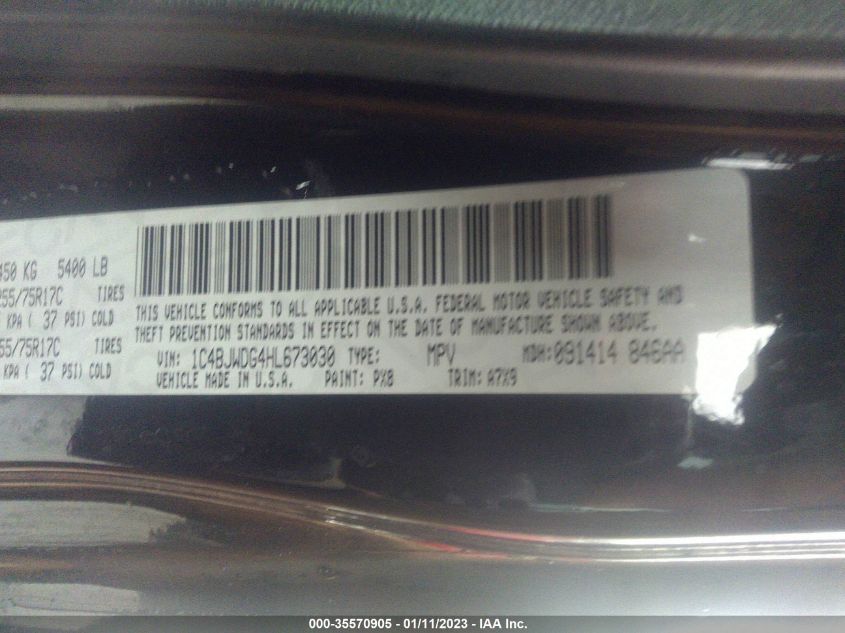 450 KG 5400 LB
255/75R17C TIRES
KPA ( 37 PSI) COLD
255/75R17C TIRES
KPA ( 37 PSI) COLD
THIS VEHICLE CONFORMS TO ALL APPLICABLE U.S.A. FEDERAL MOTOR VEHICLE SAFETY AND
THEFT PREVENTION STANDARDS IN EFFECT ON THE DATE OF MANUFACTURE SHOWN ABOVE.
VIN: 1C4BJWDG4HL673030 TYPE: MPV MDH: 091414 846AA
VEHICLE MADE IN U.S.A. PAINT: PX8 TRIM: A7X9
000-35570905 - 01/11/2023 - IAA Inc.